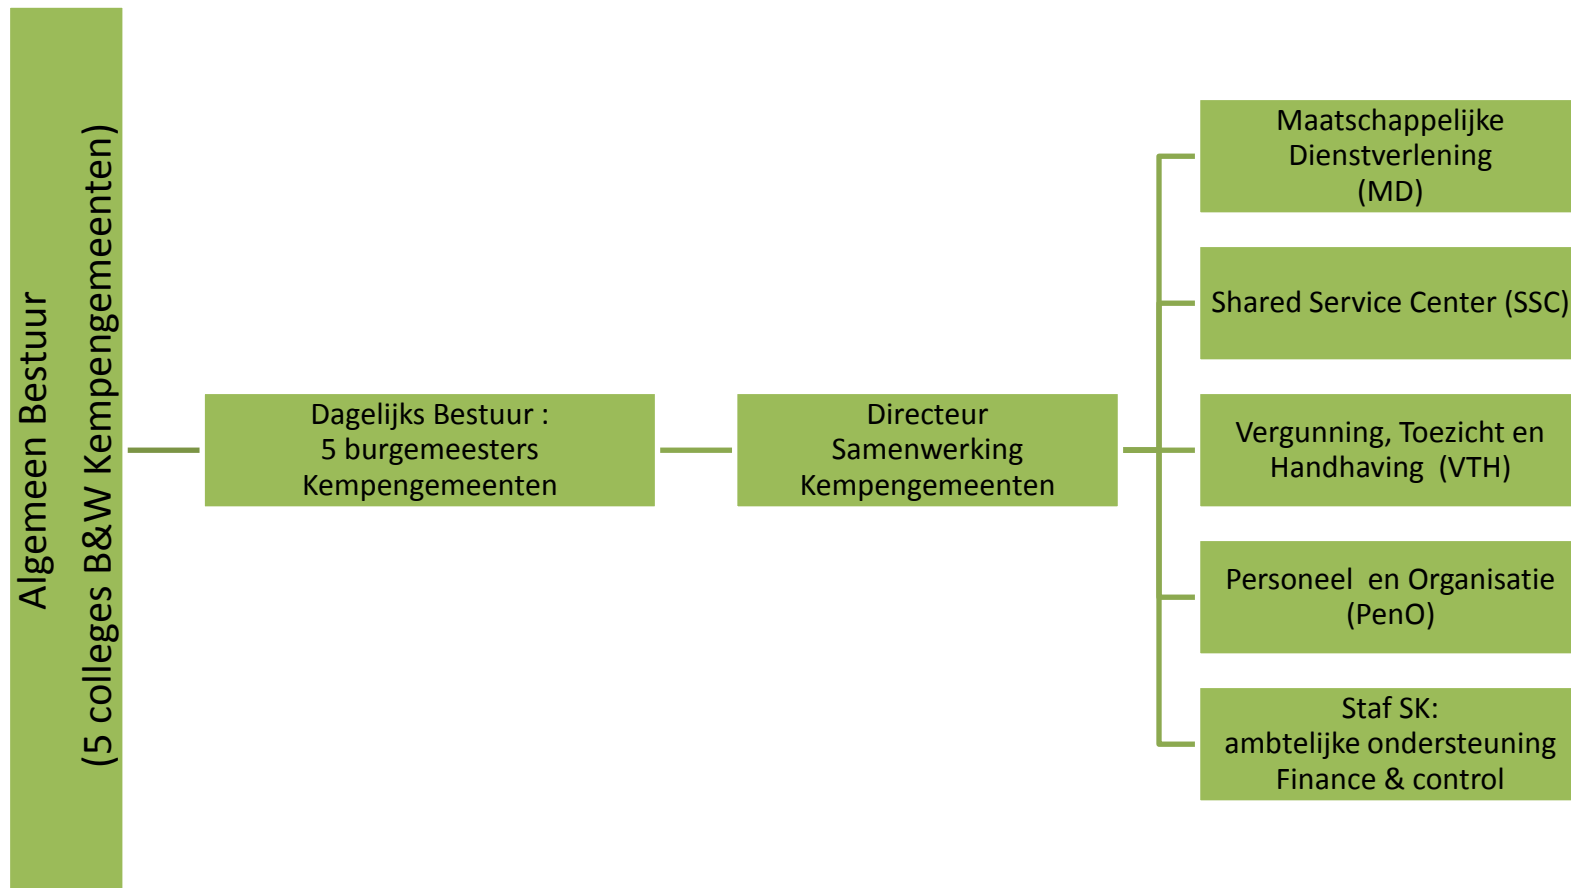 Algemeen Bestuur
(5 colleges B&W Kempengemeenten)
Dagelijks Bestuur :
5 burgemeesters
Kempengemeenten
Directeur
Samenwerking
Kempengemeenten
Maatschappelijke
Dienstverlening
(MD)
Shared Service Center (SSC)
Vergunning, Toezicht en
Handhaving  (VTH)
Personeel  en Organisatie
(PenO)
Staf SK:
ambtelijke ondersteuning
Finance & control